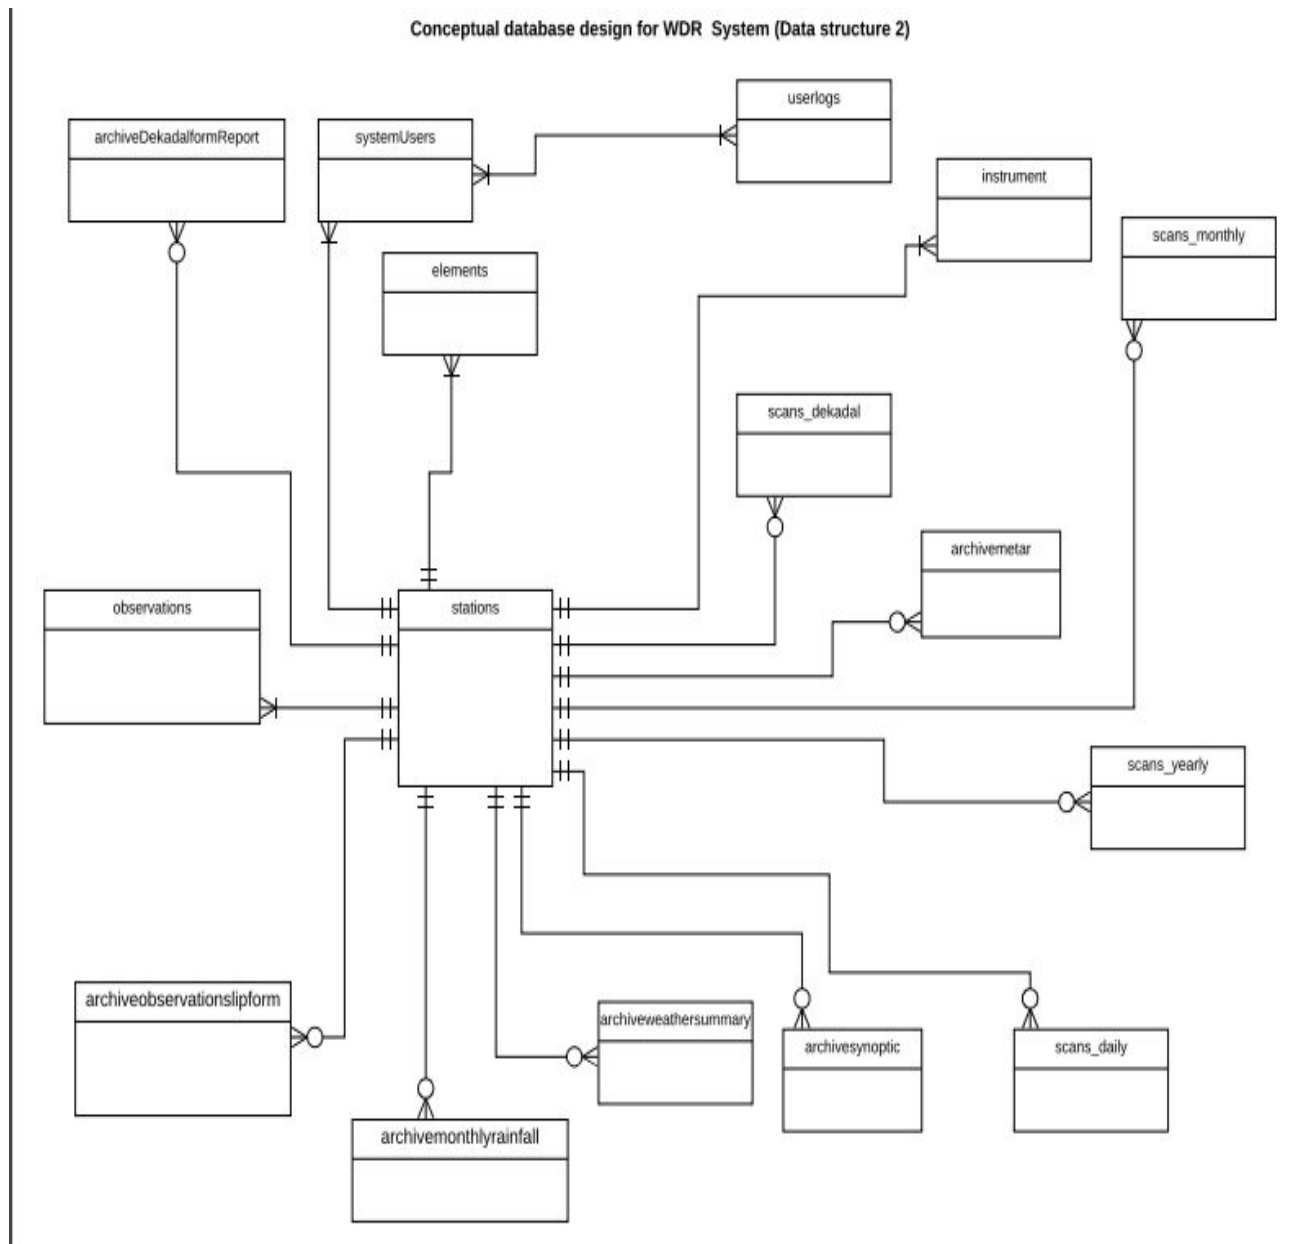 Conceptual database design for WDR System (Data structure 2)
userlogs
archiveDekadalformReport
systemUsers
instrument
scans_monthly
elements
scans_dekadal
archivemetar
observations
stations
scans_yearly
archiveobservationslipform
archiveweathersummary
archivesynoptic
scans_daily
archivemonthlyrainfall